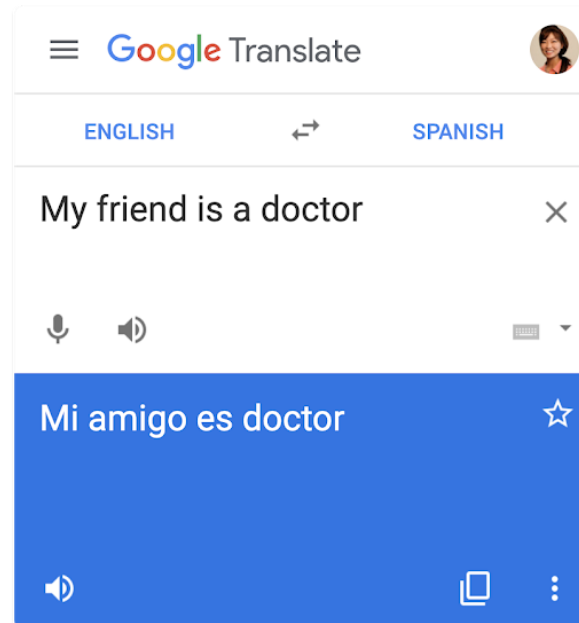 Google Translate
ENGLISH SPANISH
My friend is a doctor
Mi amigo es doctor